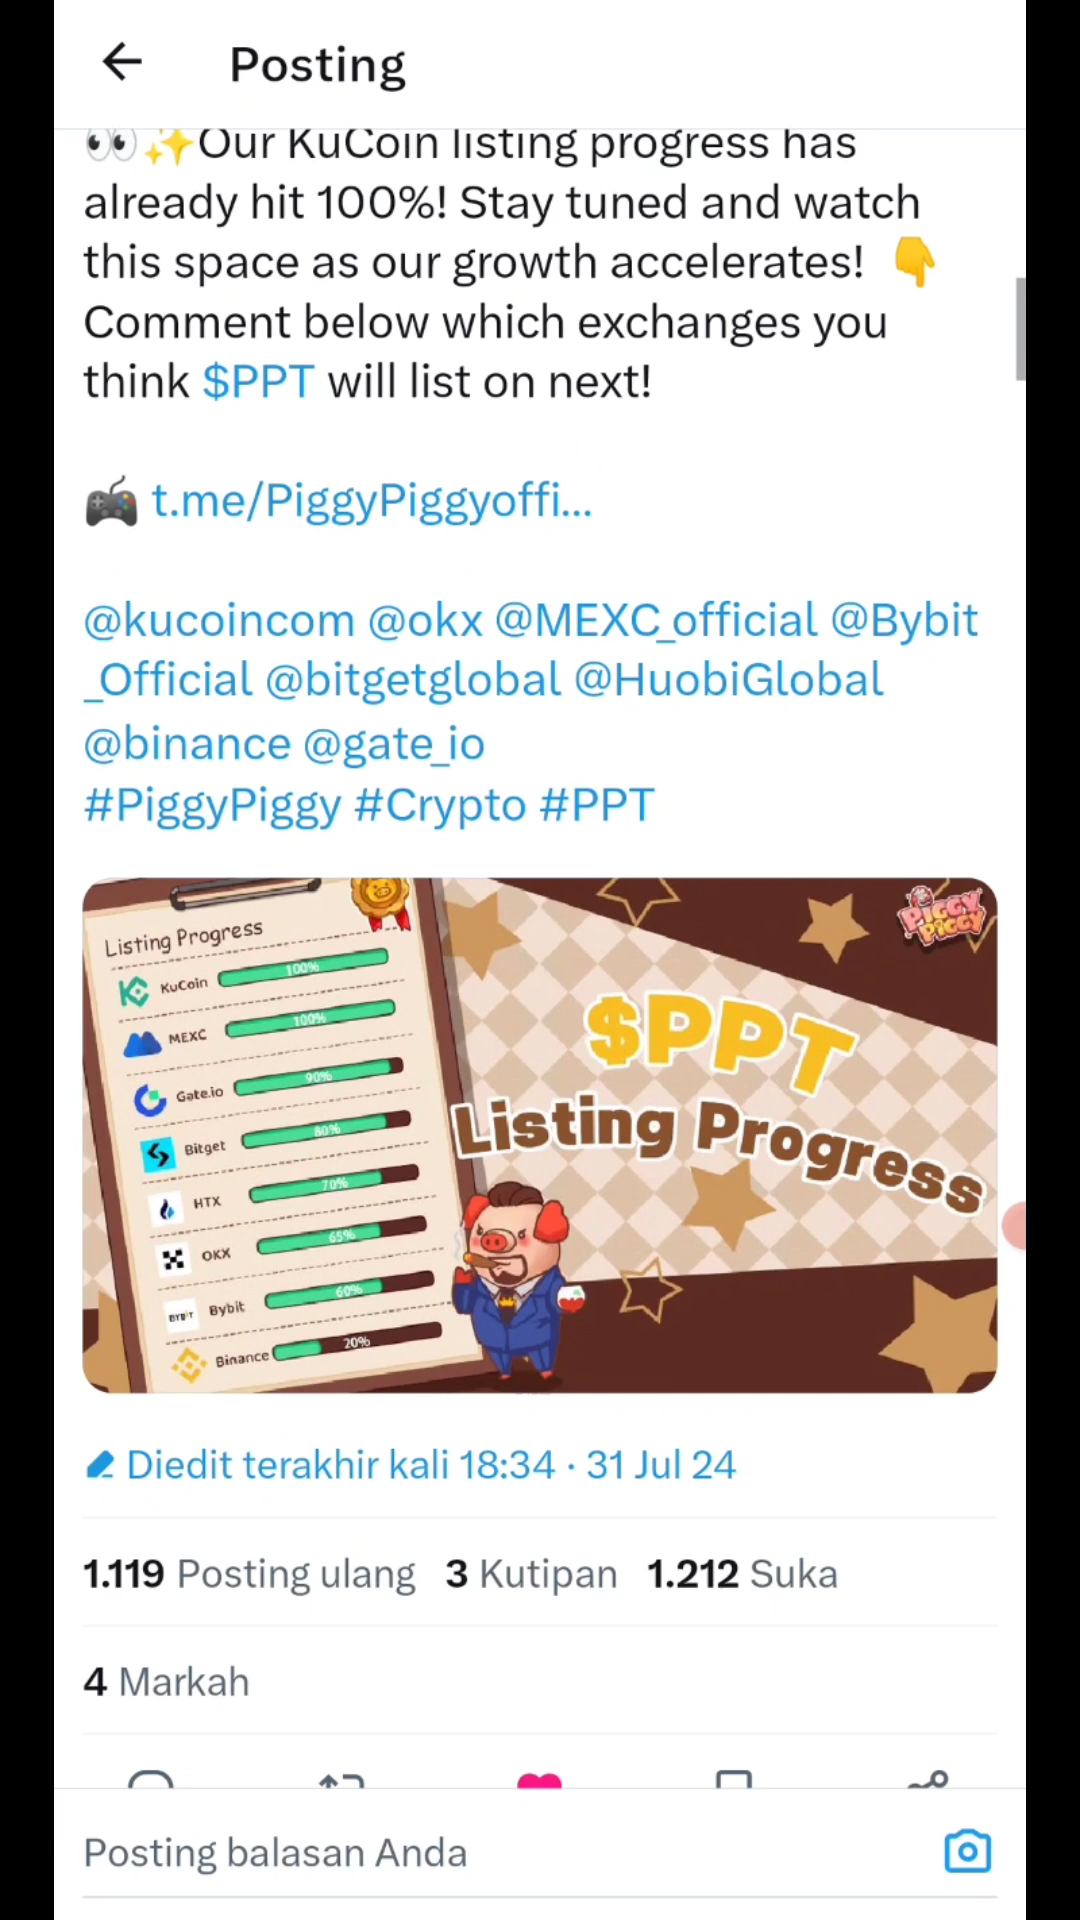 Posting
👀✨Our KuCoin listing progress has
already hit 100%! Stay tuned and watch
this space as our growth accelerates! 👇
Comment below which exchanges you
think $PPT will list on next!
🎮 t.me/PiggyPiggyoffi...
@kucoincom @okx @MEXC_official @Bybit
_Official @bitgetglobal @HuobiGlobal
@binance @gate_io
#PiggyPiggy #Crypto #PPT
Listing Progress
KuCoin 100%
MEXC 100%
Gate.io 90%
Bitget 80%
HTX 70%
OKX 65%
BYBIT Bybit 60%
Binance 20%
PIGGY
PIGGY
$PPT
Listing Progress
Diedit terakhir kali 18:34 · 31 Jul 24
1.119 Posting ulang 3 Kutipan 1.212 Suka
4 Markah
Posting balasan Anda